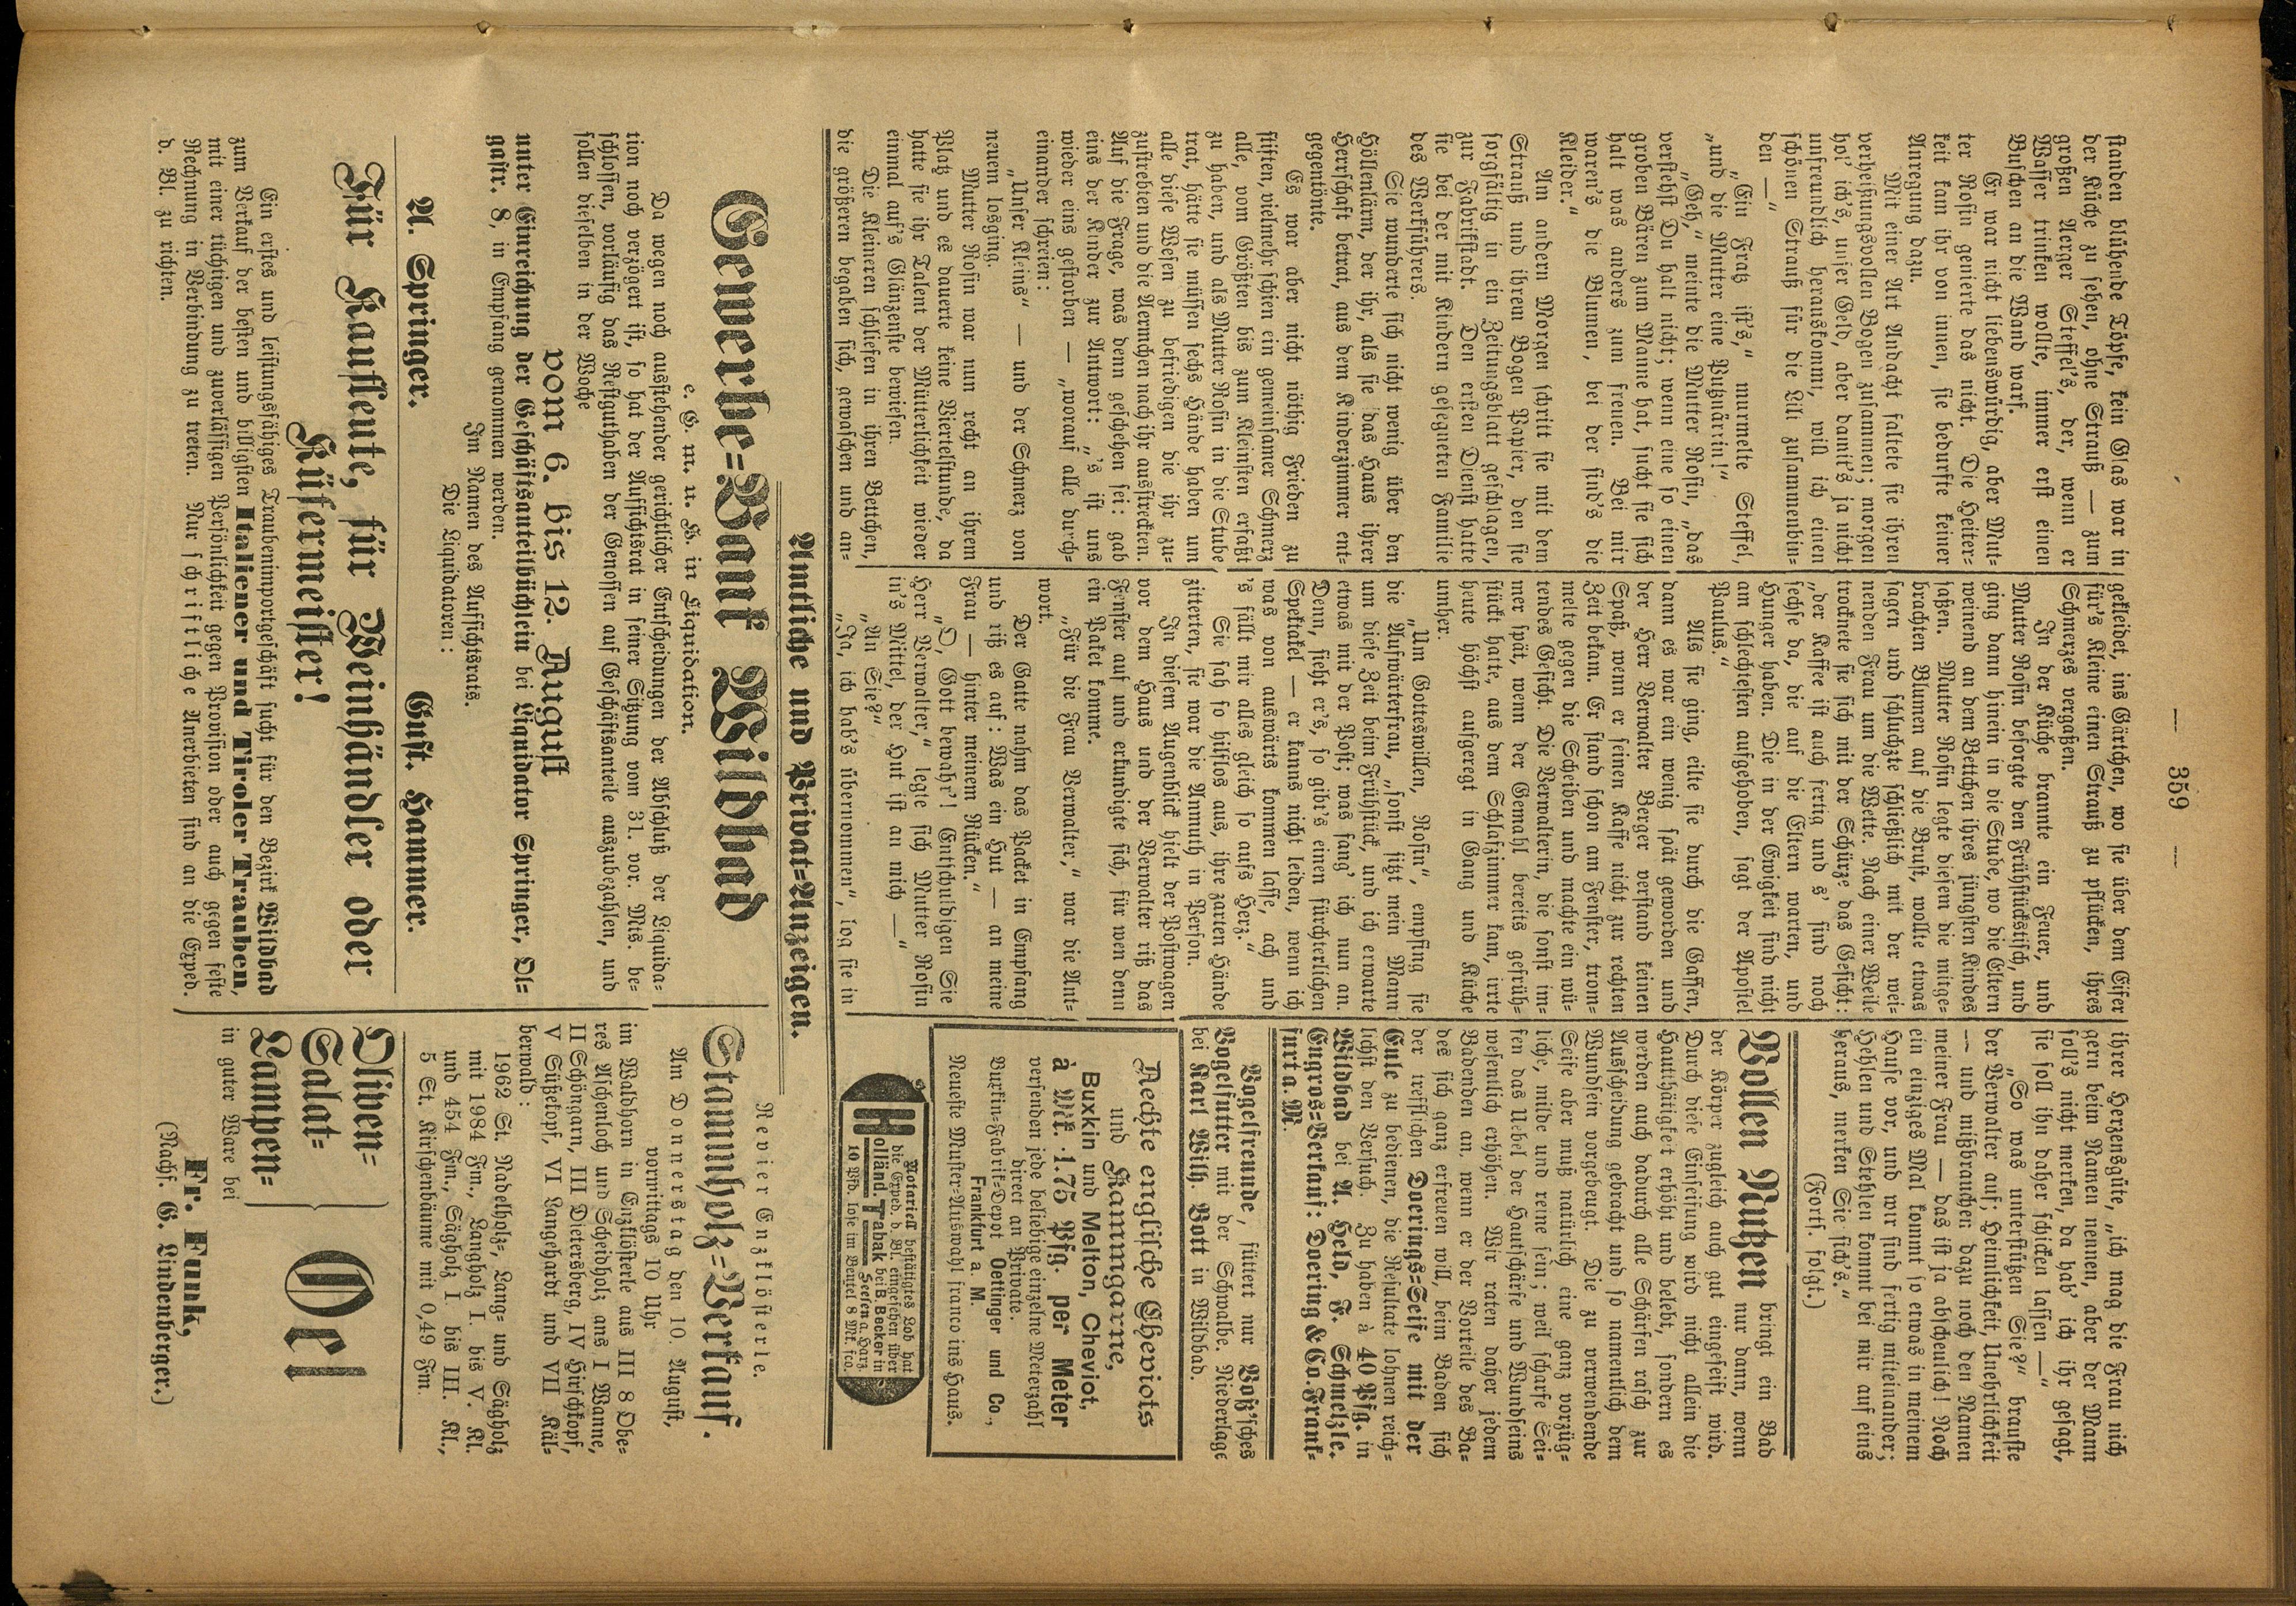 — 359 —
standen blühende Töpfe, kein Glas war in
der Küche zu sehen, ohne Strauß — zum
großen Aerger Steffel's, der, wenn er
Wasser trinken wollte, immer erst einen
Buschen an die Wand warf.
Er war nicht liebenswürdig, aber Mut-
ter Rosin genierte das nicht. Die Heiter-
keit kam ihr von innen, sie bedurfte keiner
Anregung dazu.
Mit einer Art Andacht faltete sie ihren
verheißungsvollen Bogen zusammen; morgen
hol' ich's, unser Geld, aber damit's ja nicht
unfreundlich herauskommt, will ich einen
schönen Strauß für die Lili zusammenbin-
den —"
„Ein Fratz ist's," murmelte Steffel,
„und die Mutter eine Putznärrin!"
„Geh," meinte die Mutter Rosin, „das
verstehst Du halt nicht; wenn eine so einen
groben Bären zum Manne hat, sucht sie sich
halt was anders zum freuen. Bei mir
waren's die Blumen, bei der sind's die
Kleider."
Am andern Morgen schritt sie mit dem
Strauß und ihrem Bogen Papier, den sie
sorgfältig in ein Zeitungsblatt geschlagen,
zur Fabrikstadt. Den ersten Dienst hatte
sie bei der mit Kindern gesegneten Familie
des Werkführers.
Sie wunderte sich nicht wenig über den
Höllenlärm, der ihr, als sie das Haus ihrer
Herrschaft betrat, aus dem Kinderzimmer ent-
gegentönte.
Es war aber nicht nöthig Frieden zu
stiften, vielmehr schien ein gemeinsamer Schmerz
alle, vom Größten bis zum Kleinsten erfaßt
zu haben, und als Mutter Rosin in die Stube
trat, hätte sie müssen sechs Hände haben um
alle diese Wesen zu befriedigen die ihr zu-
zustrebten und die Aermchen nach ihr ausstreckten.
Auf die Frage, was denn geschehen sei: gab
eins der Kinder zur Antwort: „'s ist uns
wieder eins gestorben — „worauf alle durch-
einander schreien:
„Unser Kleins" — und der Schmerz von
neuem losging.
Mutter Rosin war nun recht an ihrem
Platz und es dauerte keine Viertelstunde, da
hatte sie ihr Talent der Mütterlichkeit wieder
einmal auf's Glänzenste bewiesen.
Die Kleineren schliefen in ihren Bettchen,
die größeren begaben sich, gewaschen und an-
gekleidet, ins Gärtchen, wo sie über dem Eifer
für's Kleine einen Strauß zu pflücken, ihres
Schmerzes vergaßen.
In der Küche brannte ein Feuer, und
Mutter Rosin besorgte den Frühstückstisch, und
ging dann hinein in die Stube, wo die Eltern
weinend an dem Bettchen ihres jüngsten Kindes
saßen. Mutter Rosin legte diesem die mitge-
brachten Blumen auf die Brust, wollte etwas
sagen und schluchzte schließlich mit der wei-
nenden Frau um die Wette. Nach einer Weile
trocknete sie sich mit der Schürze das Gesicht:
„der Kaffee ist auch fertig und s' sind noch
sechse da, die auf die Eltern warten, und
Hunger haben. Die in der Ewigkeit sind nicht
am schlechtesten aufgehoben, sagt der Apostel
Paulus."
Als sie ging, eilte sie durch die Gassen,
denn es war ein wenig spät geworden und
der Herr Verwalter Berger verstand keinen
Spaß, wenn er seinen Kaffe nicht zur rechten
Zeit bekam. Er stand schon am Fenster, trom-
melte gegen die Scheiben und machte ein wü-
tendes Gesicht. Die Verwalterin, die sonst im-
mer spät, wenn der Gemahl bereits gefrüh-
stückt hatte, aus dem Schlafzimmer kam, irrte
heute höchst aufgeregt in Gang und Küche
umher.
„Um Gotteswillen, Rosin", empfing sie
die Aufwärterfrau, „sonst sitzt mein Mann
um diese Zeit beim Frühstück, und ich erwarte
etwas mit der Post; was fang' ich nun an.
Denn, sieht er's, so gibt's einen fürchterlichen
Spektakel — er kanns nicht leiden, wenn ich
was von auswärts kommen lasse, ach und
's fällt mir alles gleich so aufs Herz."
Sie sah so hilflos aus, ihre zarten Hände
zitterten, sie war die Anmuth in Person.
In diesem Augenblick hielt der Postwagen
vor dem Haus und der Verwalter riß das
Fenster auf und erkundigte sich, für wen denn
ein Paket komme.
„Für die Frau Verwalter," war die Ant-
wort.
Der Gatte nahm das Packet in Empfang
und riß es auf: Was ein Hut — an meine
Frau — hinter meinem Rücken."
„O, Gott bewohr'! Entschuldigen Sie
Herr Verwalter," legte sich Mutter Rosin
in's Mittel, der Hut ist an mich —"
„An Sie?"
„Ja, ich hab's übernommen", log sie in
ihrer Herzensgüte, „ich mag die Frau nich
gern beim Namen nennen, aber der Mann
soll's nicht merken, da hab' ich ihr gesagt,
sie soll ihn daher schicken lassen —"
„So was unterstützen Sie?" brauste
der Verwalter auf; Heimlichkeit, Unehrlichkeit
— und mißbrauchen dazu noch den Namen
meiner Frau — das ist ja abscheulich! Noch
ein einziges Mal kommt so etwas in meinem
Hause vor, und wir sind fertig miteinander;
Hehlen und Stehlen kommt bei mir auf eins
heraus, merken Sie sich's."
(Forts. folgt.)
Vollen Nutzen bringt ein Bad
nur dann, wenn
der Körper zugleich auch gut eingeseift wird.
Durch diese Einseifung wird nicht allein die
Hautthätigkeit erhöht und belebt, sondern es
werden auch dadurch alle Schärfen rasch zur
Ausscheidung gebracht und so namentlich dem
Wundsein vorgebeugt. Die zu verwendende
Seife aber muß natürlich eine ganz vorzüg-
liche, milde und reine sein; weil scharfe Sei-
fen das Uebel der Hautschärfe und Wundseins
wesentlich erhöhen. Wir raten daher jedem
Badenden an, wenn er der Vorteile des Ba-
des sich ganz erfreuen will, beim Baden sich
der trefflichen Doerings-Seife mit der
Eule zu bedienen, die Resultate lohnen reich-
lichst den Versuch. Zu haben à 40 Pfg. in
Wildbad bei A. Held, F. Schmelzle.
Engros-Verkauf: Doering & Co. Frank-
furt a. M.
Vogelfreunde, füttert nur Voß'sches
Vogelfutter mit der Schwalbe. Niederlage
bei Karl Wilh. Bott in Wildbad.
Aechte englische Cheviots
und Kammgarne,
Buxkin und Melton, Cheviot,
à Mk. 1.75 Pfg. per Meter
versenden jede beliebige einzelne Meterzahl
direct an Private.
Burkin-Fabrik-Depot Oettinger und Co.,
Frankfurt a. M.
Neueste Muster-Auswahl franco ins Haus.
Notariell bestätigtes Lob hat
die Exped. d. Bl. eingesehen über
Holländ. Tabak bei B. Becker in
Seesen a. Harz.
10 Pfd. lose im Beutel 8 Mk. fco.
Amtliche und Privat-Anzeigen.
Gewerbe-Bank Wildbad
e. G. m. u. H. in Liquidation.
Da wegen noch ausstehender gerichtlicher Entscheidungen der Abschluß der Liquida-
tion noch verzögert ist, so hat der Aufsichtsrat in seiner Sitzung vom 31. vor. Mts. be-
schlossen, vorläufig das Restguthaben der Genossen auf Geschäftsanteile auszubezahlen, und
sollen dieselben in der Woche
vom 6. bis 12. August
unter Einreichung der Geschäftsanteilbüchlein bei Liquidator Springer, Ol-
gastr. 8, in Empfang genommen werden.
Im Namen des Aufsichtsrats.
Die Liquidatoren:
A. Springer. Gust. Hammer.
Für Kaufleute, für Weinhändler oder
Küfermeister!
Ein erstes und leistungsfähiges Traubenimportgeschäft sucht für den Bezirk Wildbad
zum Verkauf der besten und billigsten Italiener und Tiroler Trauben,
mit einer tüchtigen und zuverlässigen Persönlichkeit gegen Provision oder auch gegen feste
Rechnung in Verbindung zu treten. Nur schriftliche Anerbieten sind an die Exped.
d. Bl. zu richten.
Revier Enzklösterle.
Stammholz-Verkauf.
Am Donnerstag den 10. August,
vormittags 10 Uhr
im Waldhorn in Enzklösterle aus III 8 Obe-
res Aschenloch und Scheidholz aus I Wanne,
II Schöngarn, III Dietersberg, IV Hirschkopf,
V Süßekopf, VI Langehardt und VII Käl-
berwald:
1962 St. Nadelholz-, Lang- und Sägholz
mit 1984 Fm., Langholz I. bis V. Kl.
und 454 Fm., Sägholz I. bis III. Kl.,
5 St. Kirschenbäume mit 0,49 Fm.
Oliven-
Salat-
Lampen-
Oel
in guter Ware bei
Fr. Funk,
(Nachf. G. Lindenberger.)